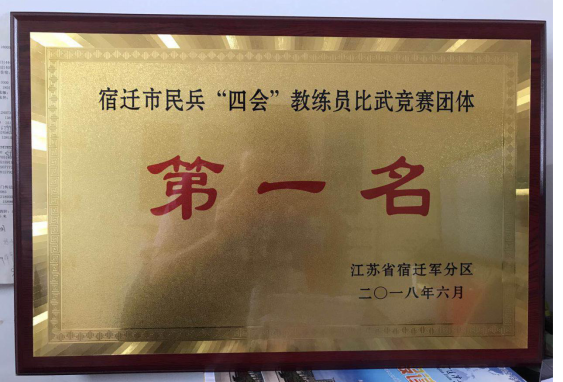 宿迁市民兵“四会”教练员比武竞赛团体
第一名
江苏省宿迁军分区
二〇一八年六月